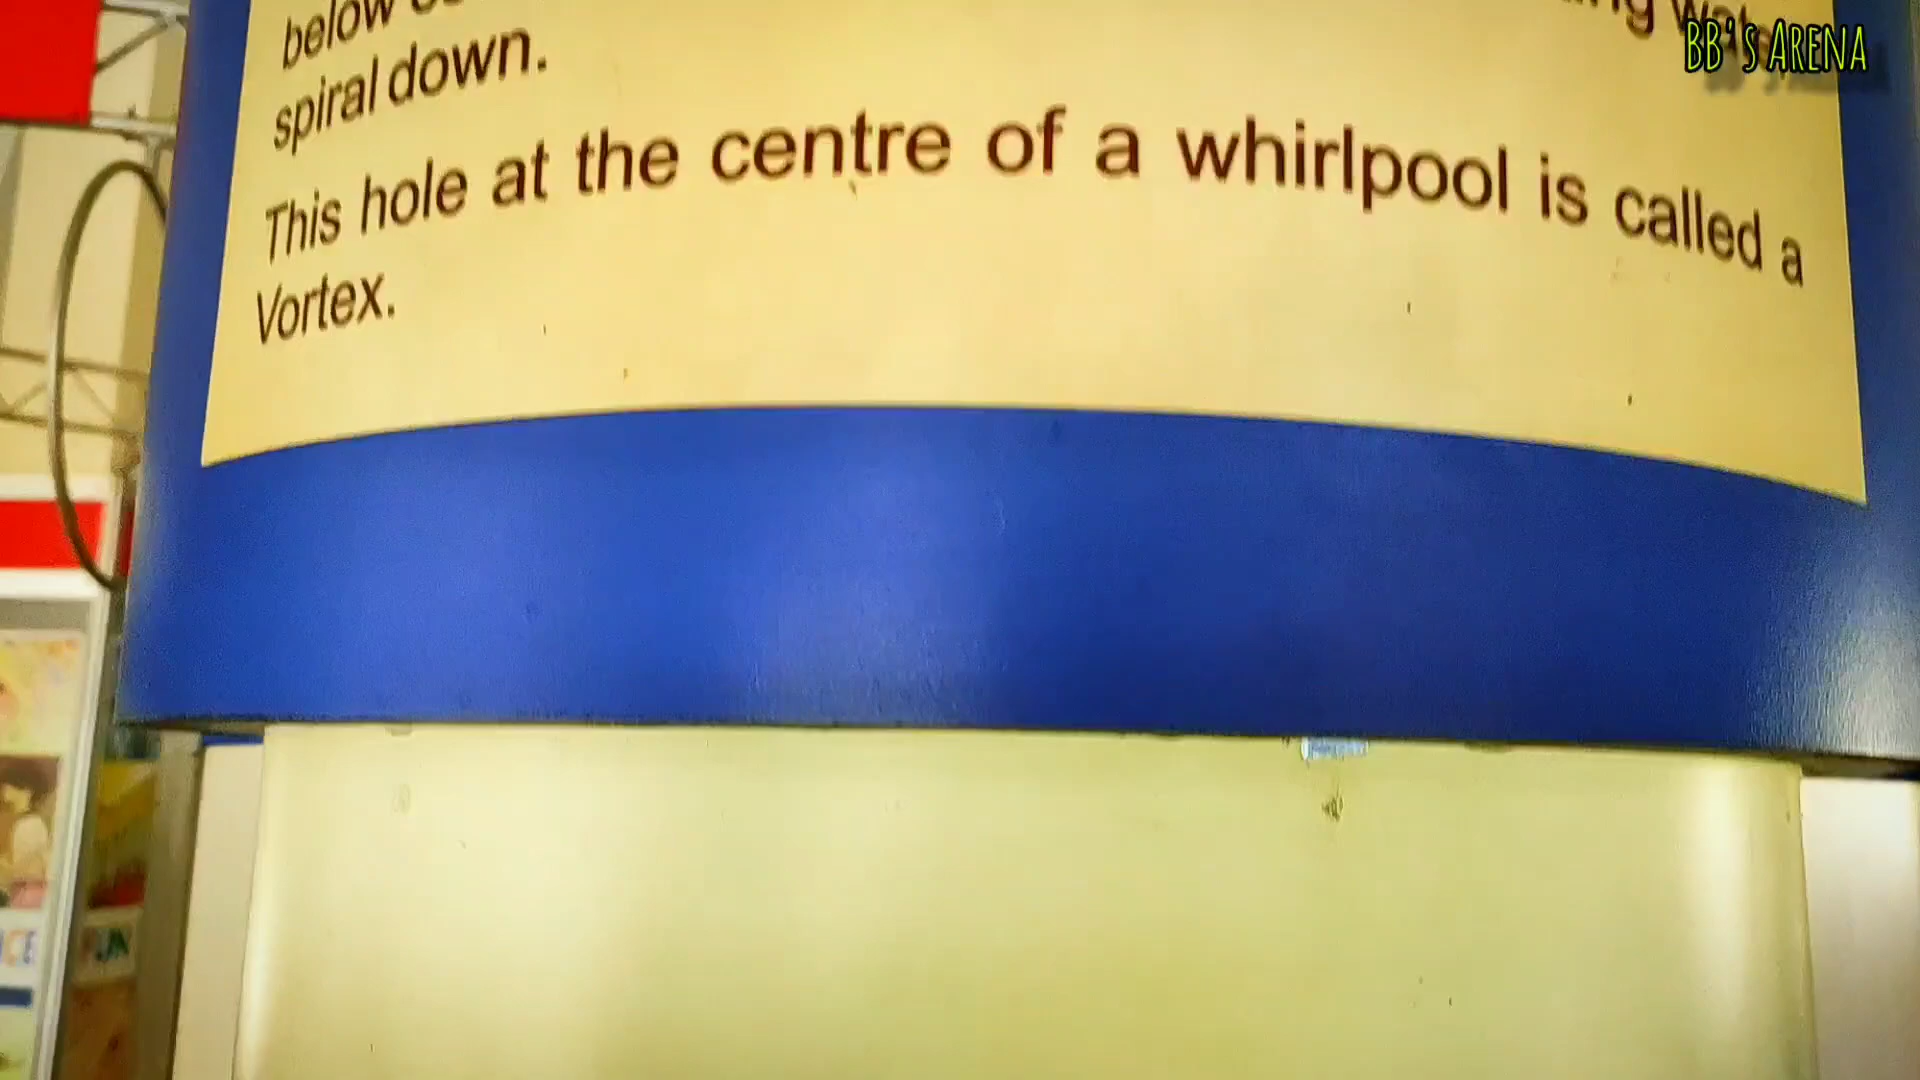 BB's ARENA
below
spiral down.
This hole at the centre of a whirlpool is called a
Vortex.